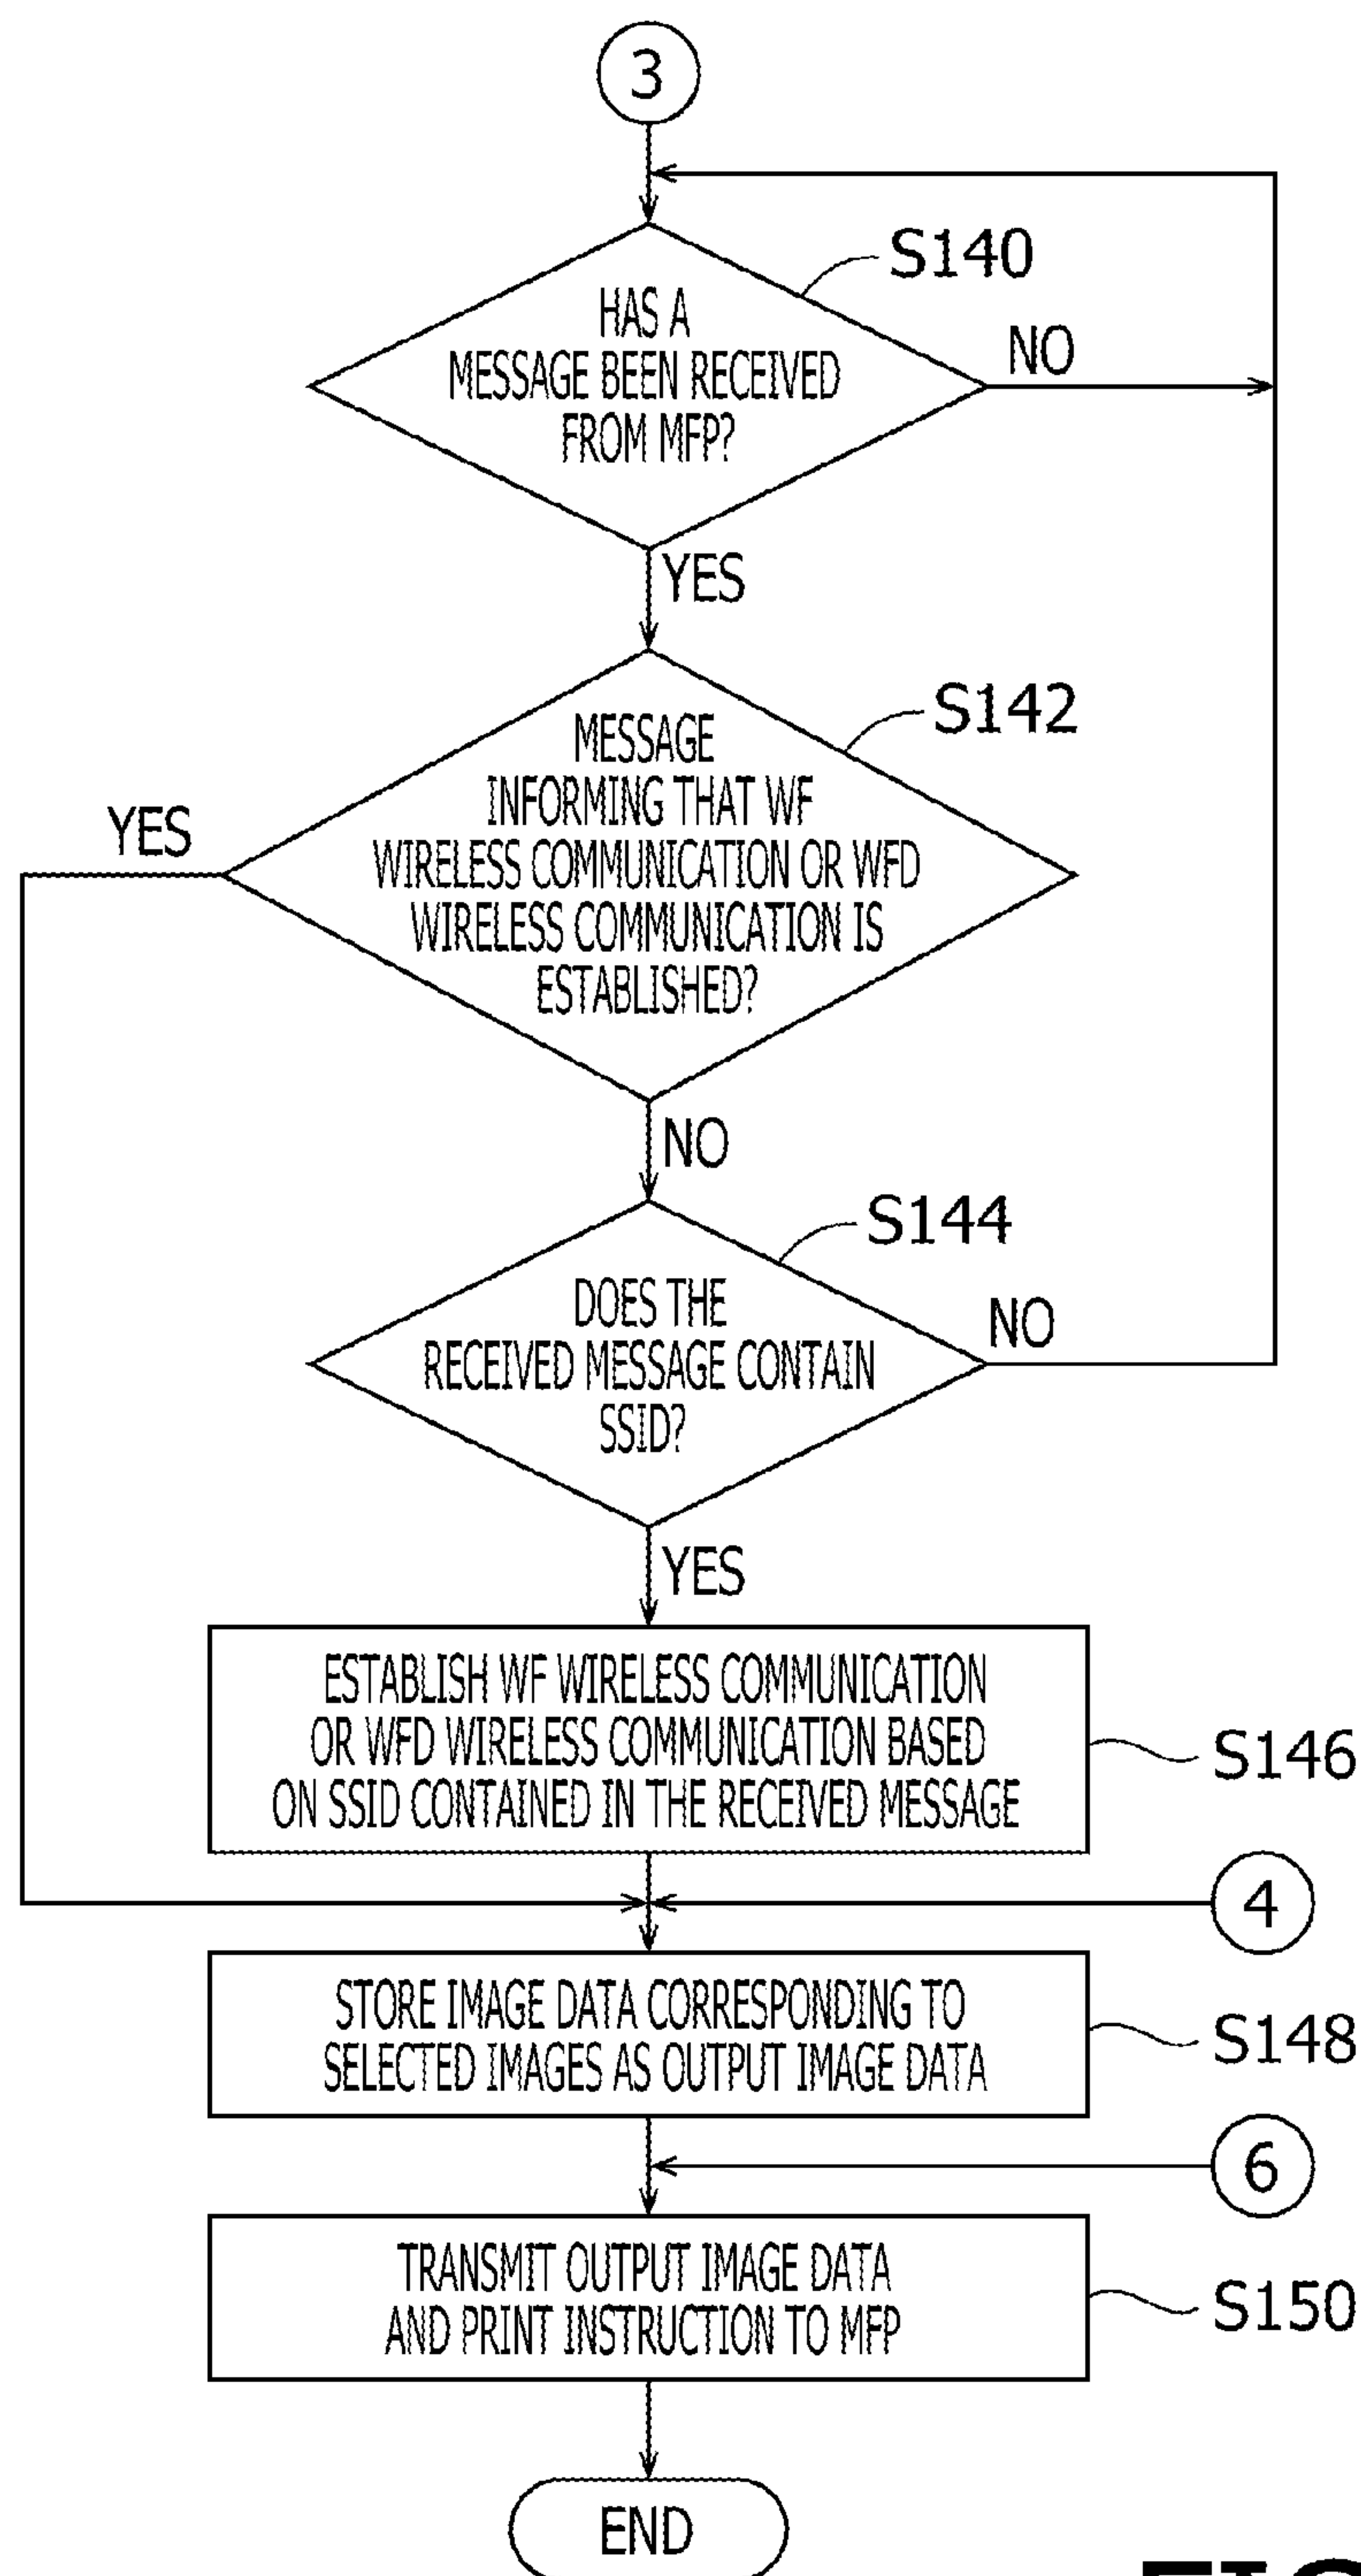 3
S140
HAS A
MESSAGE BEEN RECEIVED
FROM MFP?
NO
YES
S142
MESSAGE
INFORMING THAT WF
WIRELESS COMMUNICATION OR WFD
WIRELESS COMMUNICATION IS
ESTABLISHED?
YES
NO
S144
DOES THE
RECEIVED MESSAGE CONTAIN
SSID?
NO
YES
ESTABLISH WF WIRELESS COMMUNICATION
OR WFD WIRELESS COMMUNICATION BASED
ON SSID CONTAINED IN THE RECEIVED MESSAGE
S146
4
STORE IMAGE DATA CORRESPONDING TO
SELECTED IMAGES AS OUTPUT IMAGE DATA
S148
6
TRANSMIT OUTPUT IMAGE DATA
AND PRINT INSTRUCTION TO MFP
S150
END